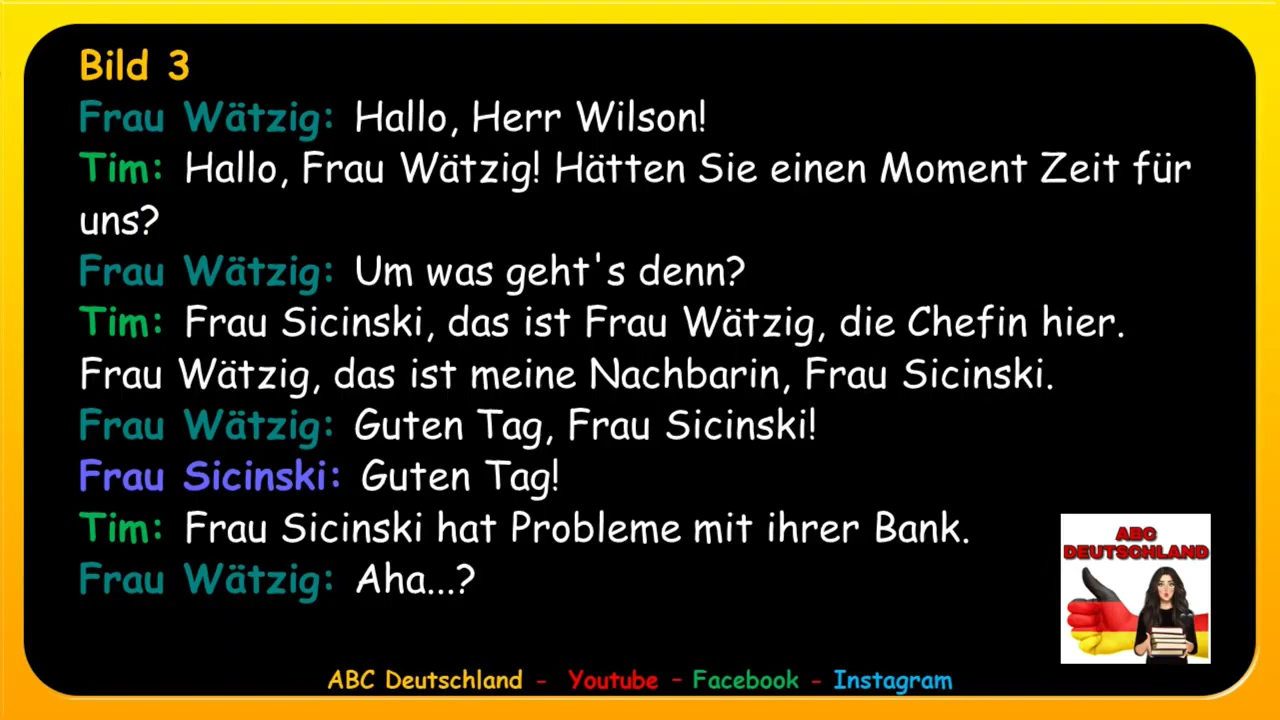 Bild 3
Frau Wätzig: Hallo, Herr Wilson!
Tim: Hallo, Frau Wätzig! Hätten Sie einen Moment Zeit für
uns?
Frau Wätzig: Um was geht's denn?
Tim: Frau Sicinski, das ist Frau Wätzig, die Chefin hier.
Frau Wätzig, das ist meine Nachbarin, Frau Sicinski.
Frau Wätzig: Guten Tag, Frau Sicinski!
Frau Sicinski: Guten Tag!
Tim: Frau Sicinski hat Probleme mit ihrer Bank.
Frau Wätzig: Aha...?
ABC
DEUTSCHLAND
ABC Deutschland - Youtube - Facebook - Instagram